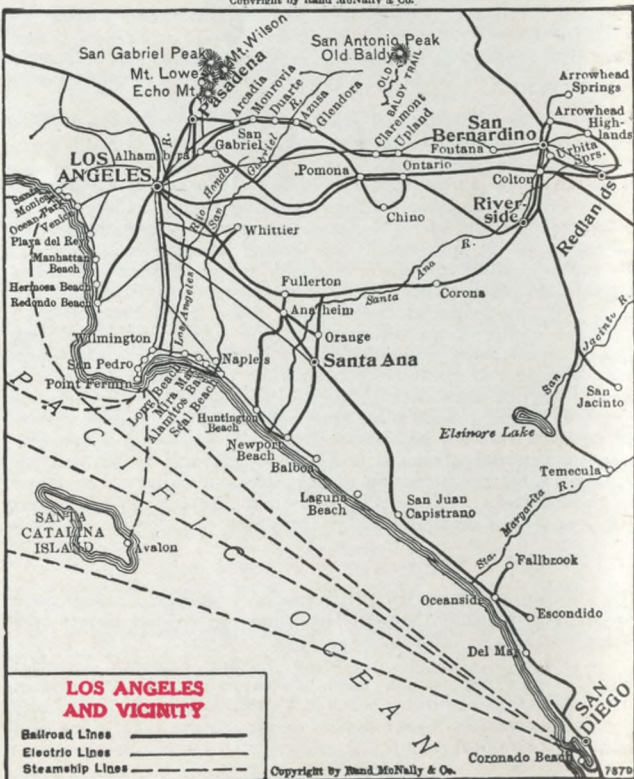 Copyright by Rand McNally & Co.
San Gabriel Peak
Mt. Wilson
Mt. Lowe
Echo Mt.
Pasadena
San Antonio Peak
Old Baldy
OLD BALDY TRAIL
Arrowhead Springs
Arrowhead
Highlands
Arcadia
Monrovia
Duarte
Azusa
Glendora
Claremont
Upland
San Bernardino
Fontana
Urbita Sprs.
R.
Alhambra
San Gabriel
San Gabriel R.
Rio Hondo
LOS ANGELES
Pomona
Ontario
Colton
Redlands
Chino
Riverside
Santa Monica
Ocean Park
Venice
Playa del Rey
Manhattan Beach
Hermosa Beach
Redondo Beach
Whittier
Los Angeles
Fullerton
Anaheim
Santa Ana R.
Corona
Orange
Santa Ana
Wilmington
San Pedro
Point Fermin
Naples
Long Beach
Mira Mar
Alamitos Bay
Seal Beach
Huntington Beach
Newport Beach
Balboa
Laguna Beach
San Juan Capistrano
San Jacinto R.
San Jacinto
Elsinore Lake
Temecula
Sta. Margarita R.
Fallbrook
Oceanside
Escondido
Del Mar
SAN DIEGO
Coronado Beach
PACIFIC OCEAN
SANTA
CATALINA
ISLAND
Avalon
LOS ANGELES
AND VICINITY
Railroad Lines
Electric Lines
Steamship Lines
Copyright by Rand McNally & Co.
7870